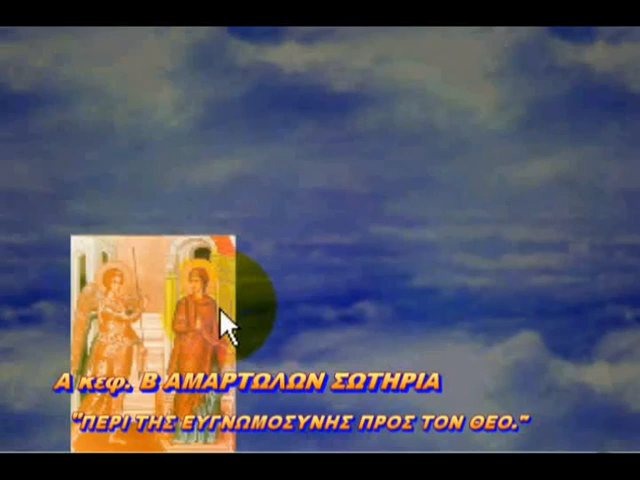 Α κεφ. Β ΑΜΑΡΤΩΛΩΝ ΣΩΤΗΡΙΑ
"ΠΕΡΙ ΤΗΣ ΕΥΓΝΩΜΟΣΥΝΗΣ ΠΡΟΣ ΤΟΝ ΘΕΟ."